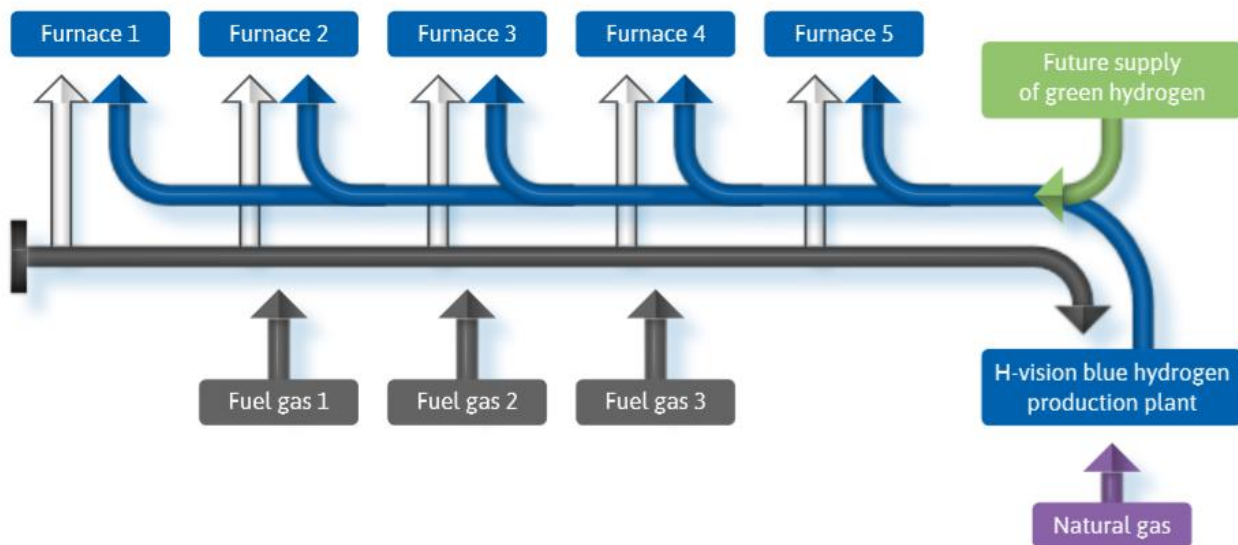 Furnace 1
Furnace 2
Furnace 3
Furnace 4
Furnace 5
Future supply
of green hydrogen
Fuel gas 1
Fuel gas 2
Fuel gas 3
H-vision blue hydrogen
production plant
Natural gas